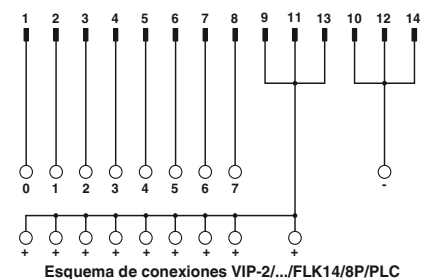 1 2 3 4 5 6 7 8 9 11 13 10 12 14
0 1 2 3 4 5 6 7 -
+ + + + + + + + +
Esquema de conexiones VIP-2/.../FLK14/8P/PLC